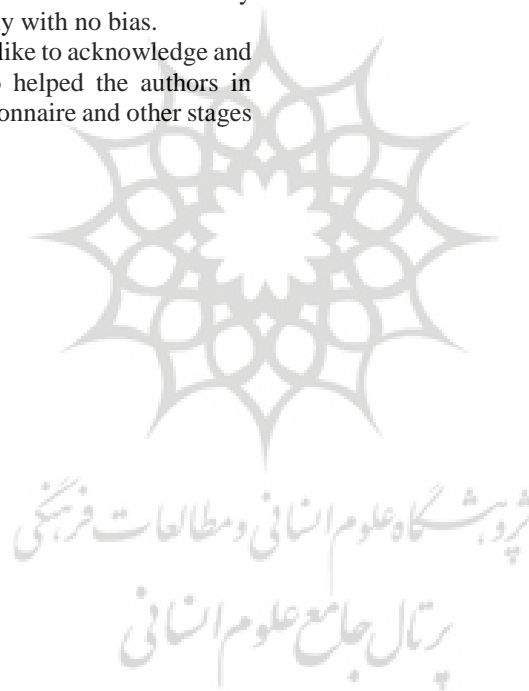 y with no bias.
like to acknowledge and
helped the authors in
onnaire and other stages
پژوهشگاه علوم انسانی و مطالعات فرهنگی
پرتال جامع علوم انسانی